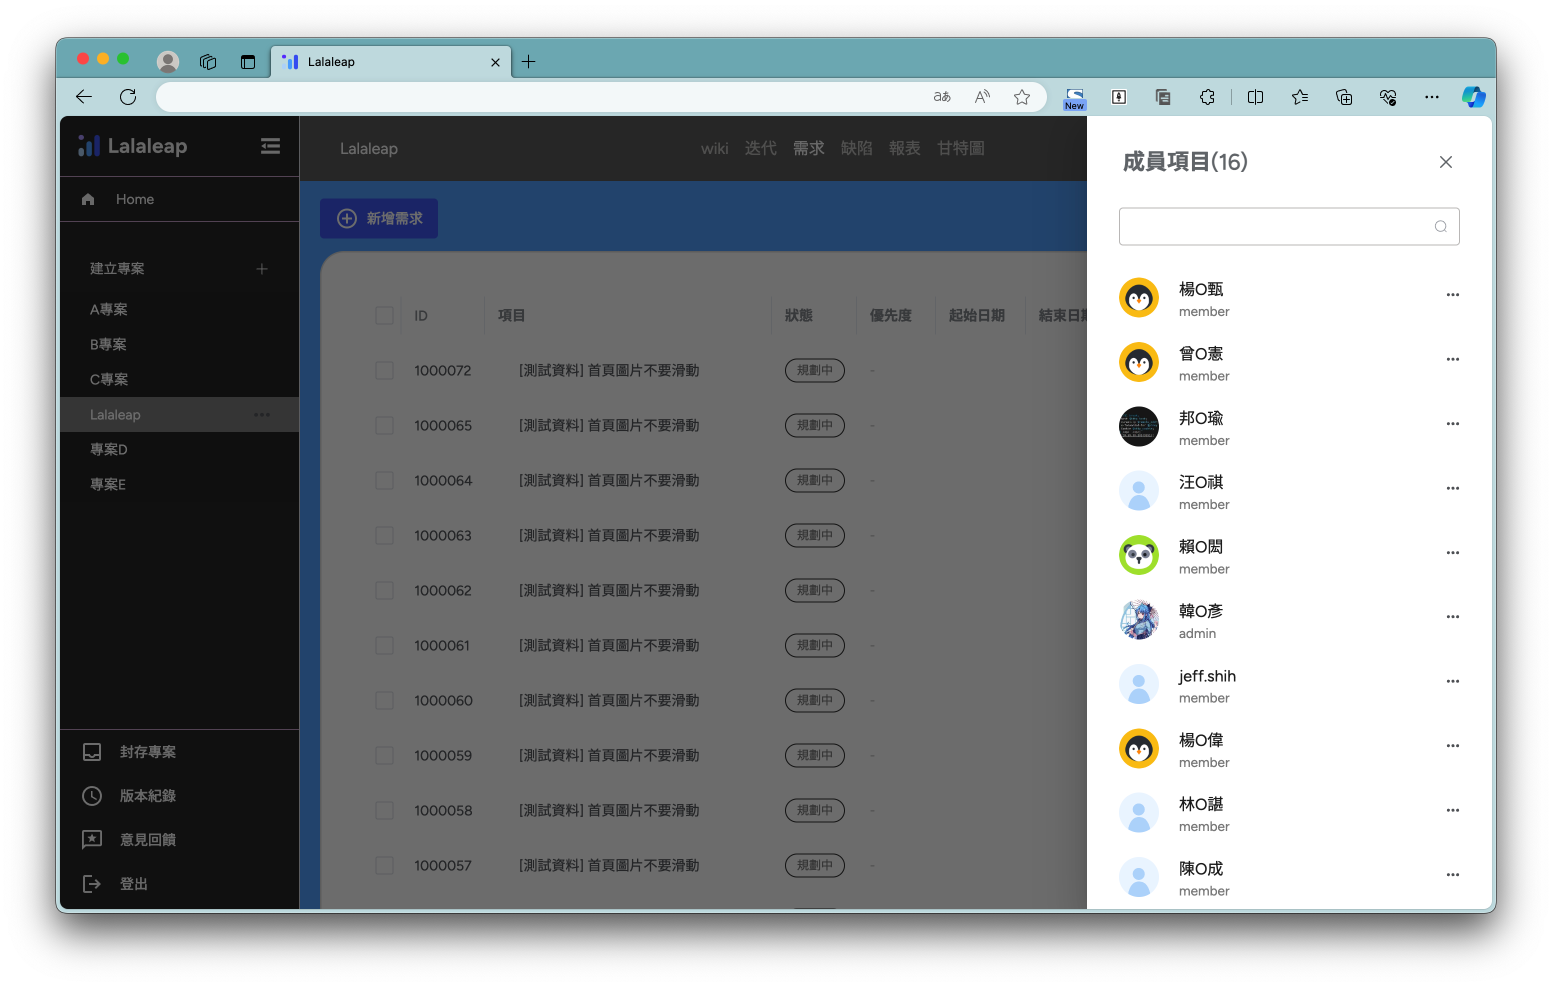 Lalaleap
aあ
A
New
Lalaleap
Home
建立專案
A專案
B專案
C專案
Lalaleap
專案D
專案E
封存專案
版本紀錄
意見回饋
登出
Lalaleap
wiki 迭代 需求 缺陷 報表 甘特圖
新增需求
ID 項目 狀態 優先度 起始日期 結束日期
1000072 [測試資料] 首頁圖片不要滑動 規劃中 -
1000065 [測試資料] 首頁圖片不要滑動 規劃中 -
1000064 [測試資料] 首頁圖片不要滑動 規劃中 -
1000063 [測試資料] 首頁圖片不要滑動 規劃中 -
1000062 [測試資料] 首頁圖片不要滑動 規劃中 -
1000061 [測試資料] 首頁圖片不要滑動 規劃中 -
1000060 [測試資料] 首頁圖片不要滑動 規劃中 -
1000059 [測試資料] 首頁圖片不要滑動 規劃中 -
1000058 [測試資料] 首頁圖片不要滑動 規劃中 -
1000057 [測試資料] 首頁圖片不要滑動 規劃中 -
成員項目(16)
楊O甄
member
曾O憲
member
邦O瑜
member
汪O祺
member
賴O閎
member
韓O彥
admin
jeff.shih
member
楊O偉
member
林O諶
member
陳O成
member